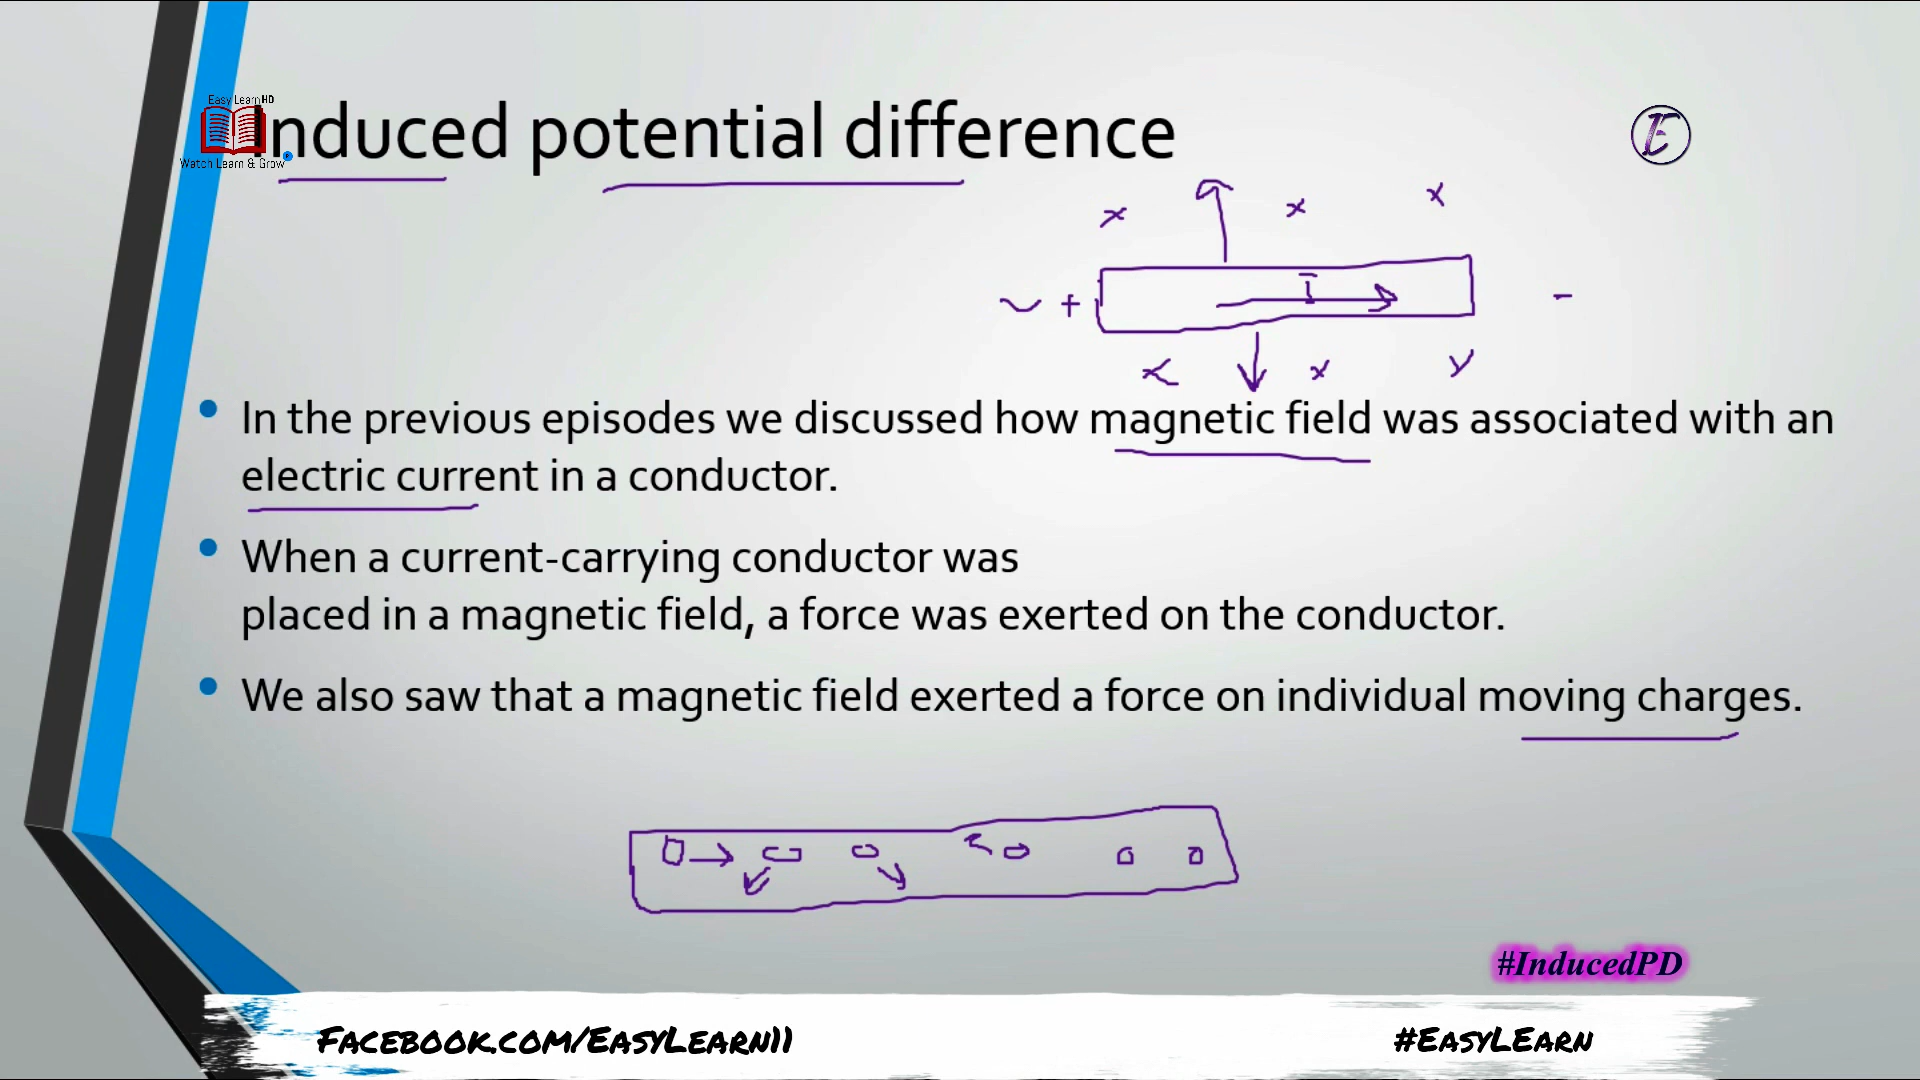 Easy Learn HD
Watch Learn & Grow
Induced potential difference
E
x x x
+ I -
x x y
• In the previous episodes we discussed how magnetic field was associated with an
electric current in a conductor.
• When a current-carrying conductor was
placed in a magnetic field, a force was exerted on the conductor.
• We also saw that a magnetic field exerted a force on individual moving charges.
#InducedPD
Facebook.com/EasyLearn11
#EasyLEarn